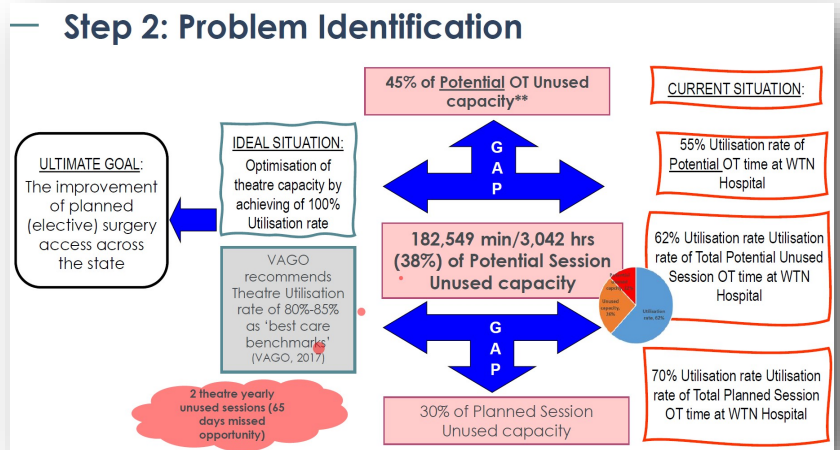 Step 2: Problem Identification
45% of Potential OT Unused
capacity**
CURRENT SITUATION:
ULTIMATE GOAL:
The improvement
of planned
(elective) surgery
access across
the state
IDEAL SITUATION:
Optimisation of
theatre capacity by
achieving of 100%
Utilisation rate
G
A
P
55% Utilisation rate of
Potential OT time at WTN
Hospital
182,549 min/3,042 hrs
(38%) of Potential Session
Unused capacity
62% Utilisation rate Utilisation
rate of Total Potential Unused
Session OT time at WTN
Hospital
VAGO
recommends
Theatre Utilisation
rate of 80%-85%
as ‘best care
benchmarks’
(VAGO, 2017)
Unused
capacity,
Utilisation
rate, 62%
G
A
P
2 theatre yearly
unused sessions (65
days missed
opportunity)
30% of Planned Session
Unused capacity
70% Utilisation rate Utilisation
rate of Total Planned Session
OT time at WTN Hospital